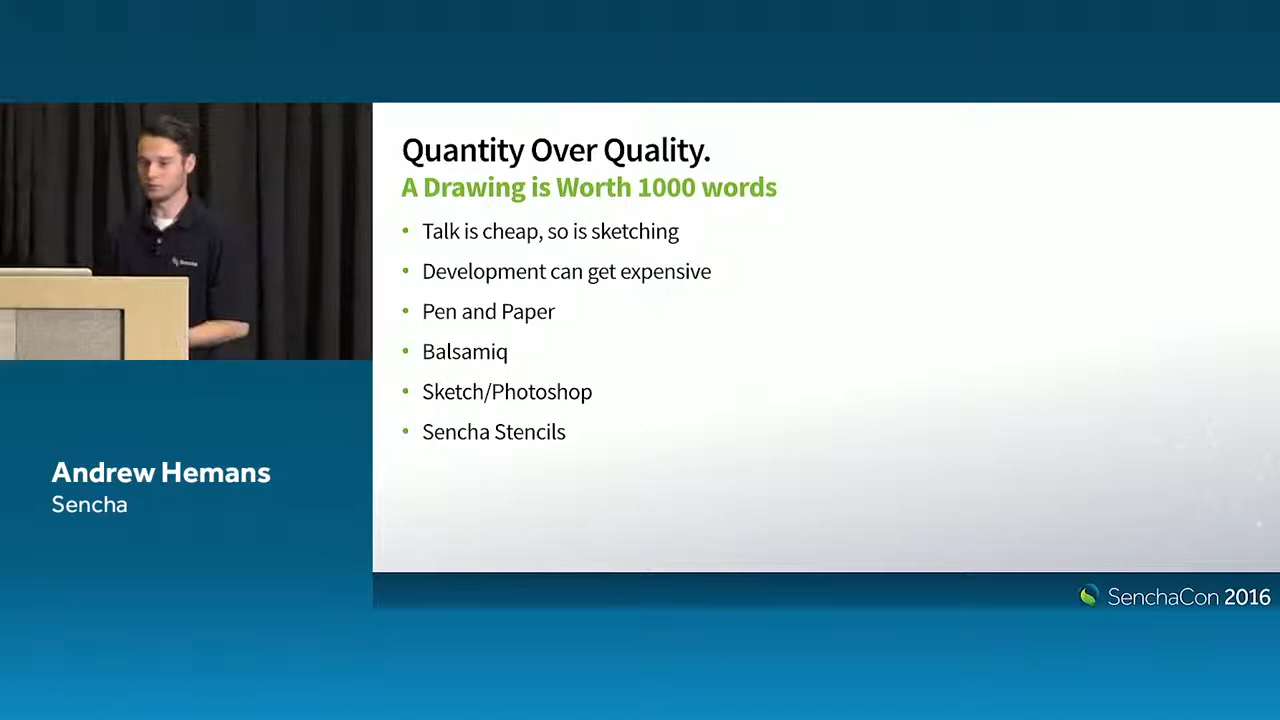 Quantity Over Quality.
A Drawing is Worth 1000 words
• Talk is cheap, so is sketching
• Development can get expensive
• Pen and Paper
• Balsamiq
• Sketch/Photoshop
• Sencha Stencils
Andrew Hemans
Sencha
SenchaCon 2016